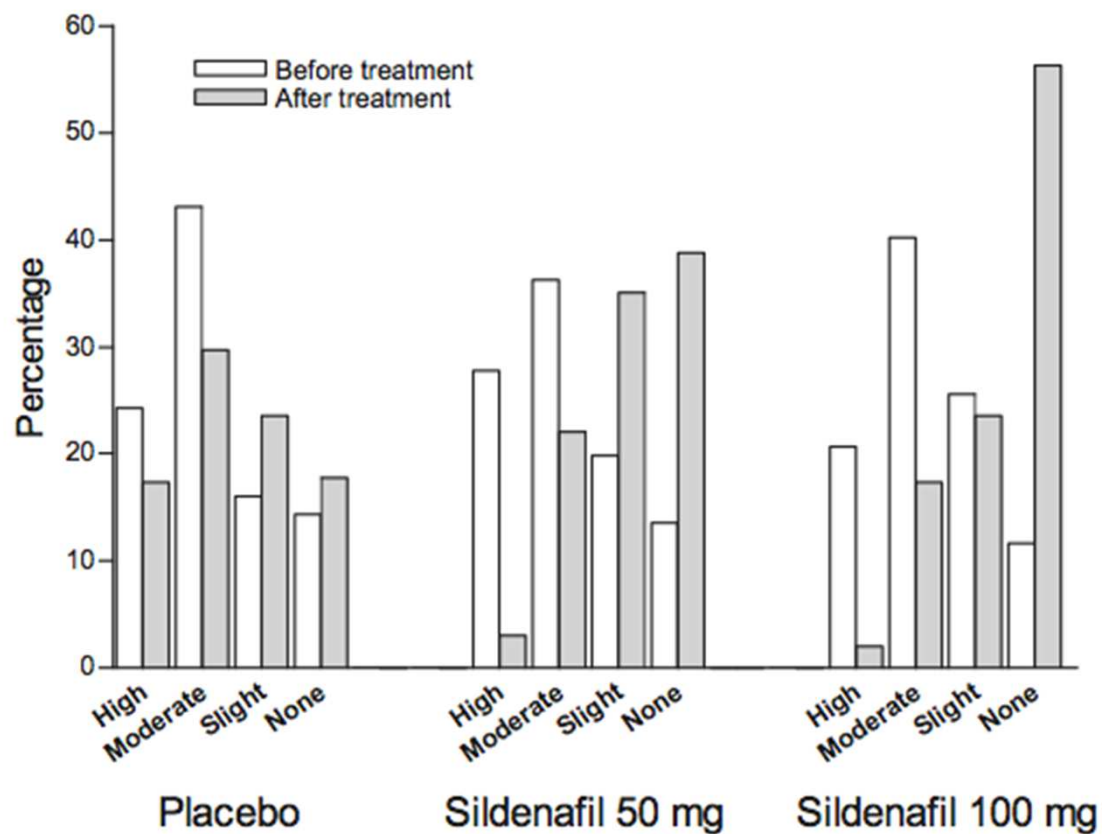 60
50
40
30
20
10
0
Percentage
Before treatment
After treatment
High Moderate Slight None
High Moderate Slight None
High Moderate Slight None
Placebo Sildenafil 50 mg Sildenafil 100 mg